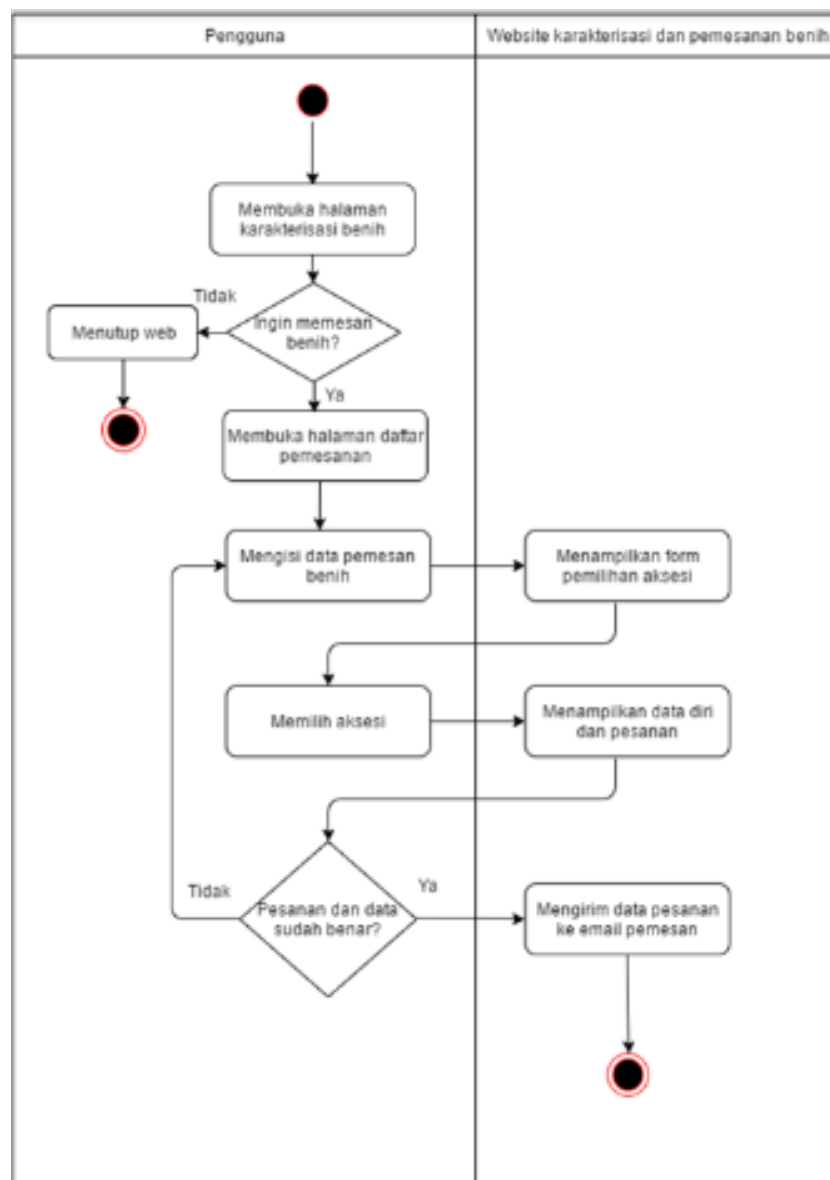 Pengguna
Website karakterisasi dan pemesanan benih
Membuka halaman
karakterisasi benih
Tidak
Ingin memesan
benih?
Menutup web
Ya
Membuka halaman daftar
pemesanan
Mengisi data pemesan
benih
Menampilkan form
pemilihan aksesi
Memilih aksesi
Menampilkan data diri
dan pesanan
Tidak
Pesanan dan data
sudah benar?
Ya
Mengirim data pesanan
ke email pemesan